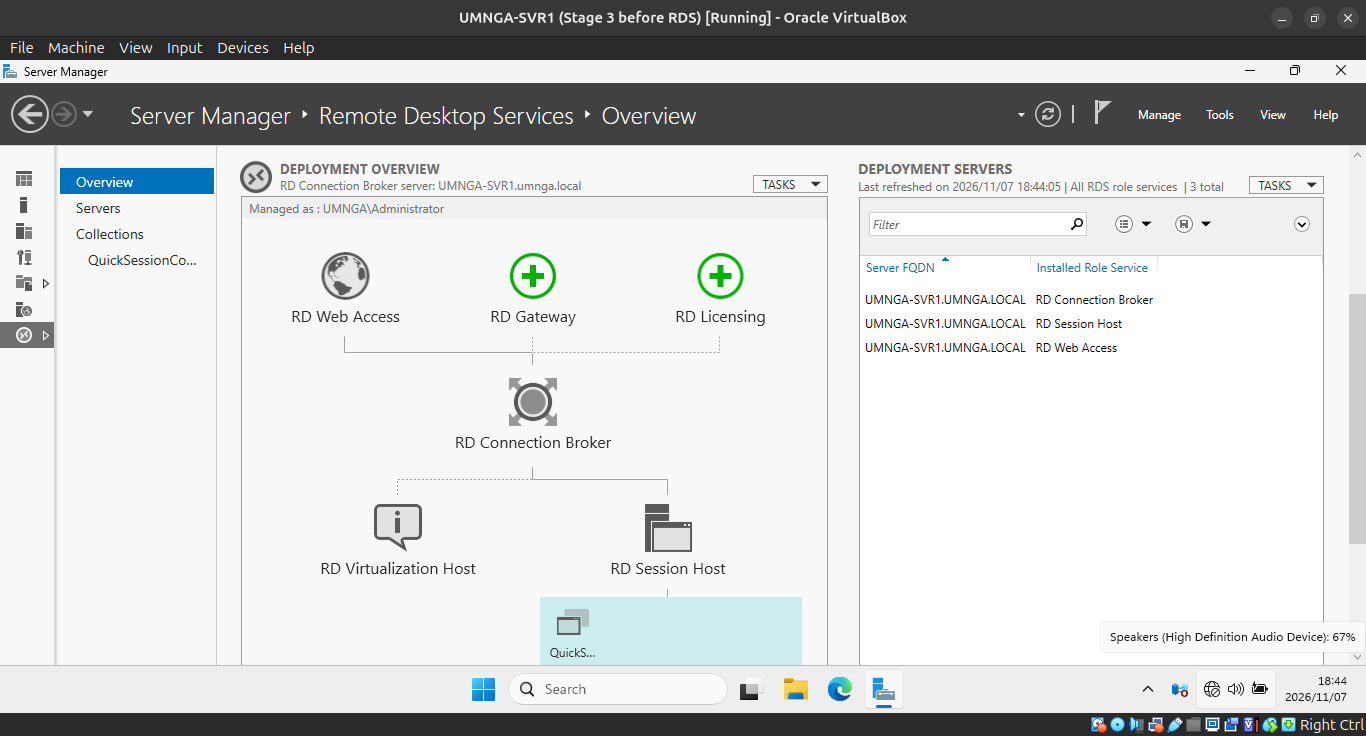 UMNGA-SVR1 (Stage 3 before RDS) [Running] - Oracle VirtualBox
File Machine View Input Devices Help
Server Manager
Server Manager Remote Desktop Services Overview
Manage Tools View Help
Overview
Servers
Collections
QuickSessionCo...
DEPLOYMENT OVERVIEW
RD Connection Broker server: UMNGA-SVR1.umnga.local
TASKS
Managed as : UMNGA\Administrator
RD Web Access
RD Gateway
RD Licensing
RD Connection Broker
RD Virtualization Host
RD Session Host
QuickS...
DEPLOYMENT SERVERS
Last refreshed on 2026/11/07 18:44:05 | All RDS role services | 3 total
TASKS
Filter
Server FQDN Installed Role Service
UMNGA-SVR1.UMNGA.LOCAL RD Connection Broker
UMNGA-SVR1.UMNGA.LOCAL RD Session Host
UMNGA-SVR1.UMNGA.LOCAL RD Web Access
Speakers (High Definition Audio Device): 67%
Search
18:44
2026/11/07
Right Ctrl